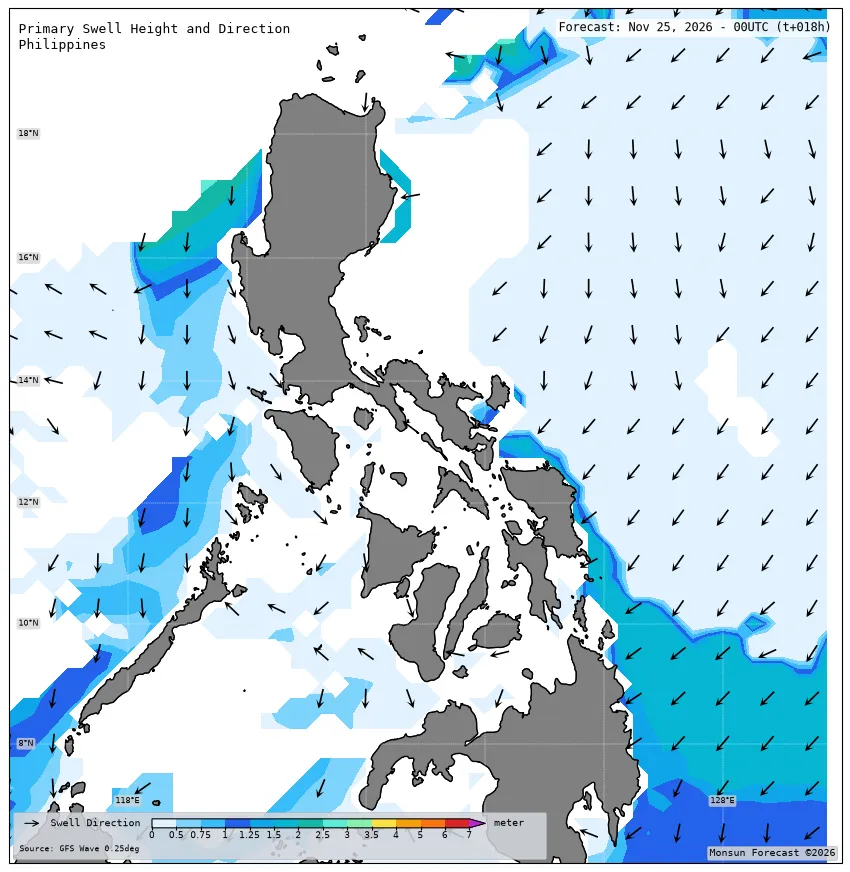 Primary Swell Height and Direction
Philippines
Forecast: Nov 25, 2026 - 00UTC (t+018h)
18°N
16°N
14°N
12°N
10°N
8°N
118°E
128°E
Swell Direction
meter
0 0.5 0.75 1 1.25 1.5 2 2.5 3 3.5 4 5 6 7
Source: GFS Wave 0.25deg
Monsun Forecast ©2026